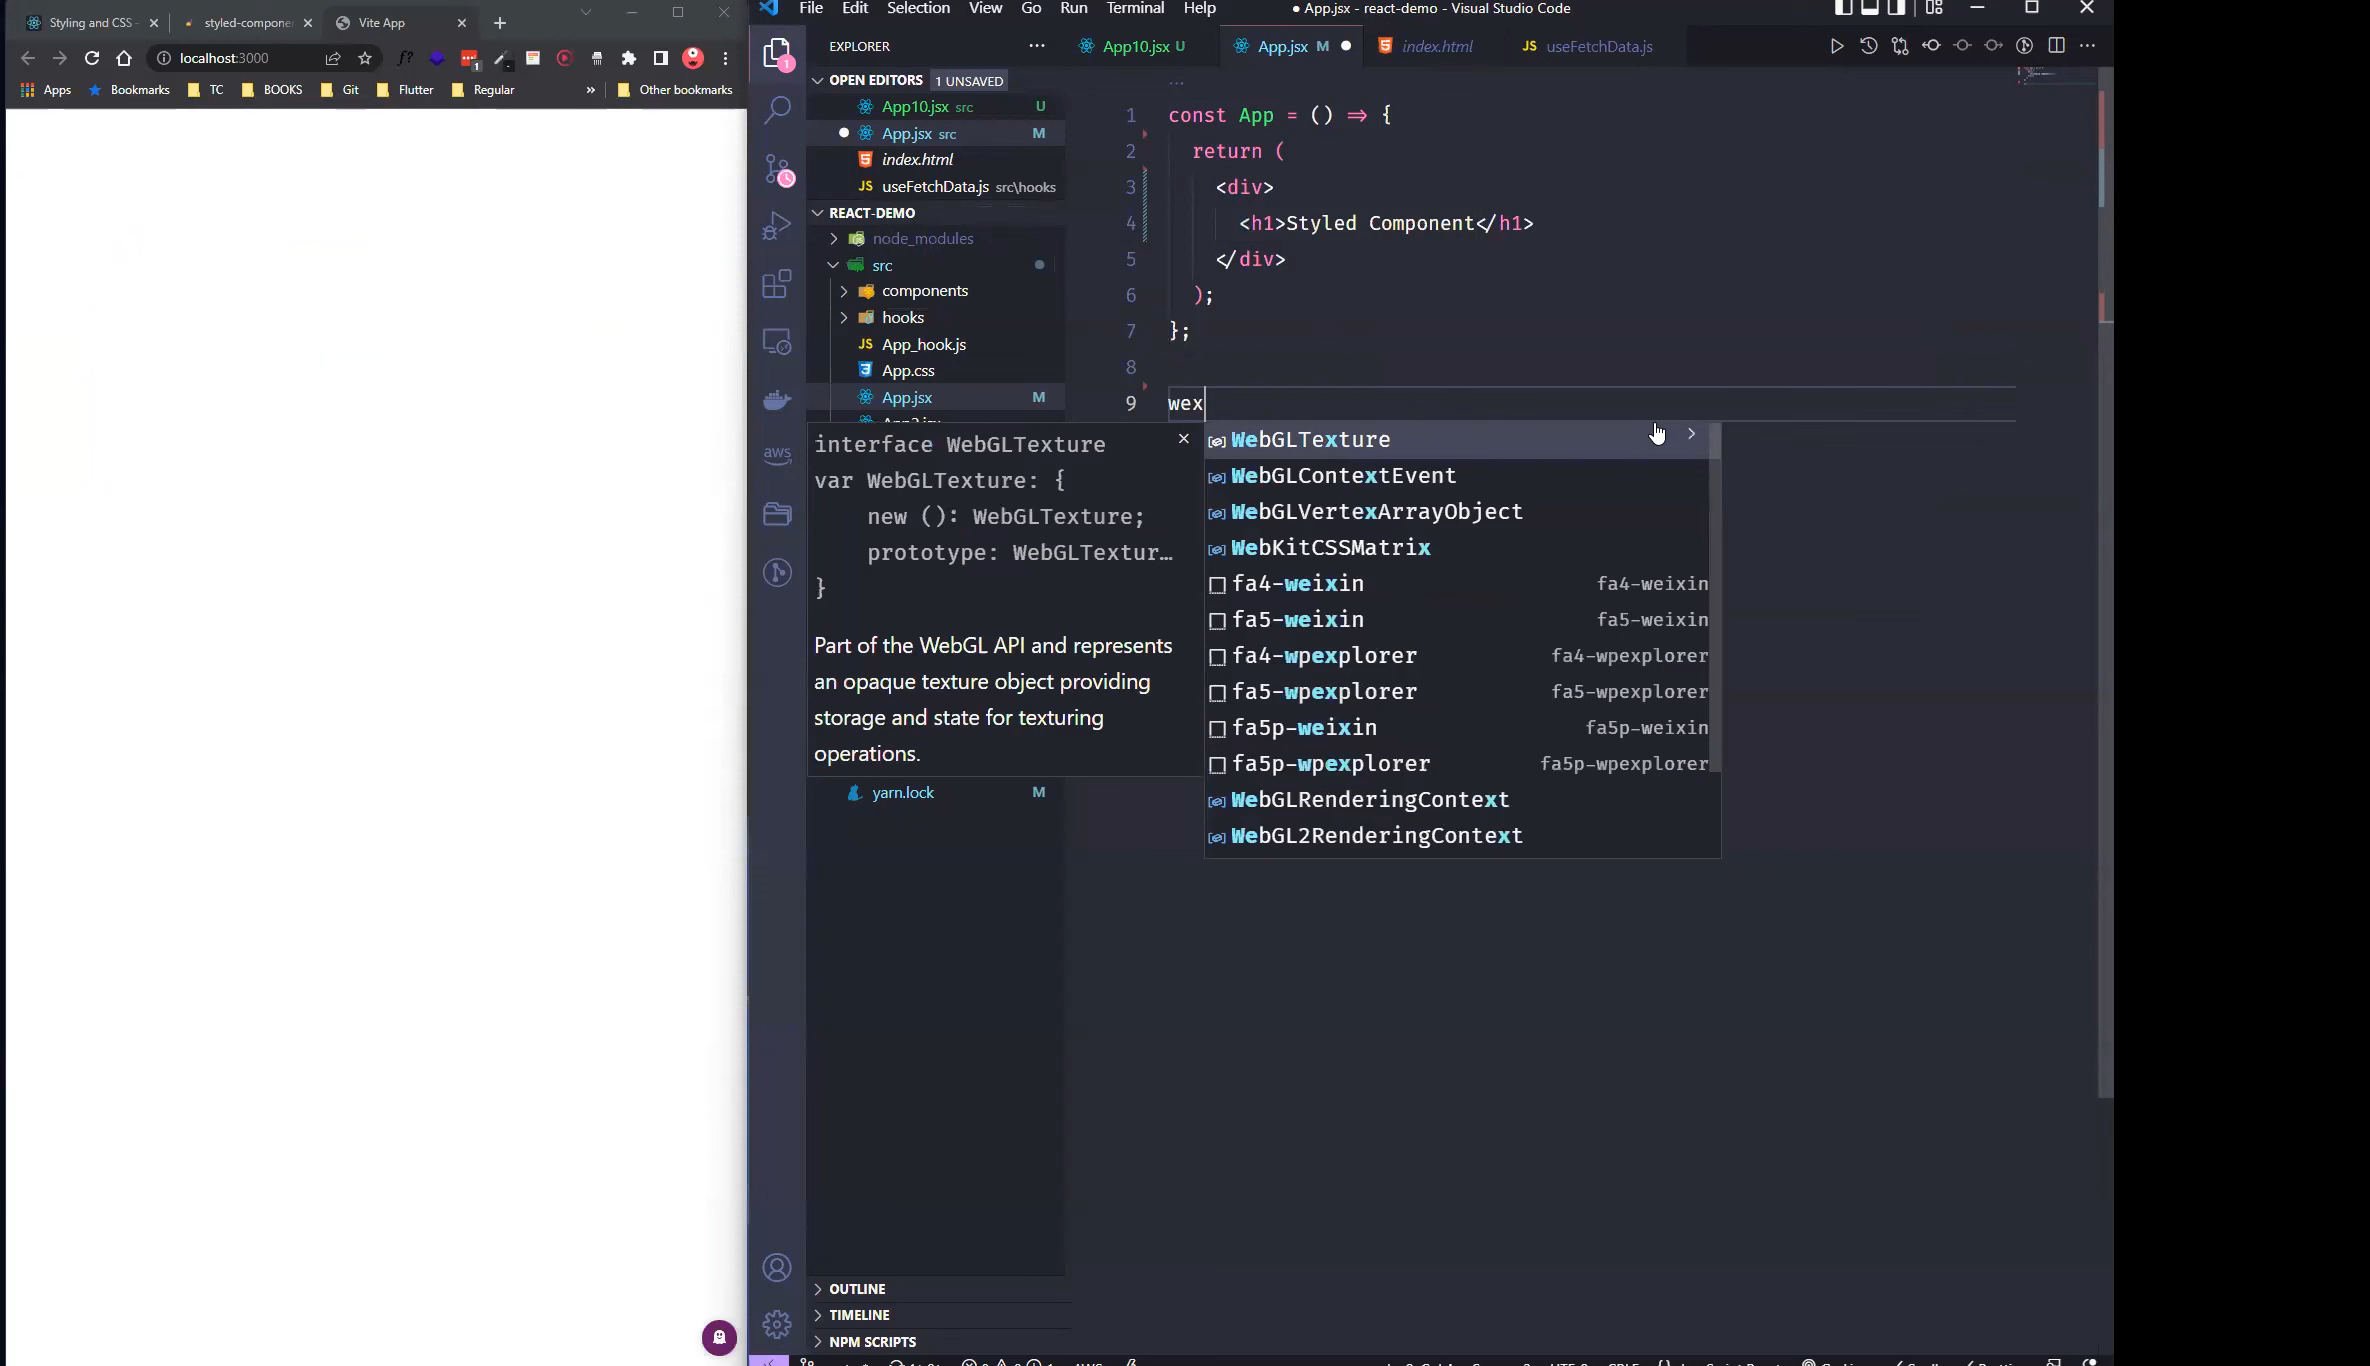 Styling and CSS
styled-compone
Vite App
localhost:3000
Apps
Bookmarks
TC
BOOKS
Git
Flutter
Regular
»
Other bookmarks
File Edit Selection View Go Run Terminal Help
● App.jsx - react-demo - Visual Studio Code
EXPLORER
OPEN EDITORS 1 UNSAVED
App10.jsx src U
App.jsx src M
index.html
JS useFetchData.js src\hooks
REACT-DEMO
node_modules
src
components
hooks
JS App_hook.js
App.css
App.jsx M
yarn.lock M
OUTLINE
TIMELINE
NPM SCRIPTS
aws
App10.jsx U
App.jsx M
index.html
JS useFetchData.js
1 const App = () => {
2 return (
3 <div>
4 <h1>Styled Component</h1>
5 </div>
6 );
7 };
8
9 wex
interface WebGLTexture
var WebGLTexture: {
new (): WebGLTexture;
prototype: WebGLTextur…
}
Part of the WebGL API and represents
an opaque texture object providing
storage and state for texturing
operations.
WebGLTexture
WebGLContextEvent
WebGLVertexArrayObject
WebKitCSSMatrix
fa4-weixin fa4-weixin
fa5-weixin fa5-weixin
fa4-wpexplorer fa4-wpexplorer
fa5-wpexplorer fa5-wpexplorer
fa5p-weixin fa5p-weixin
fa5p-wpexplorer fa5p-wpexplorer
WebGLRenderingContext
WebGL2RenderingContext